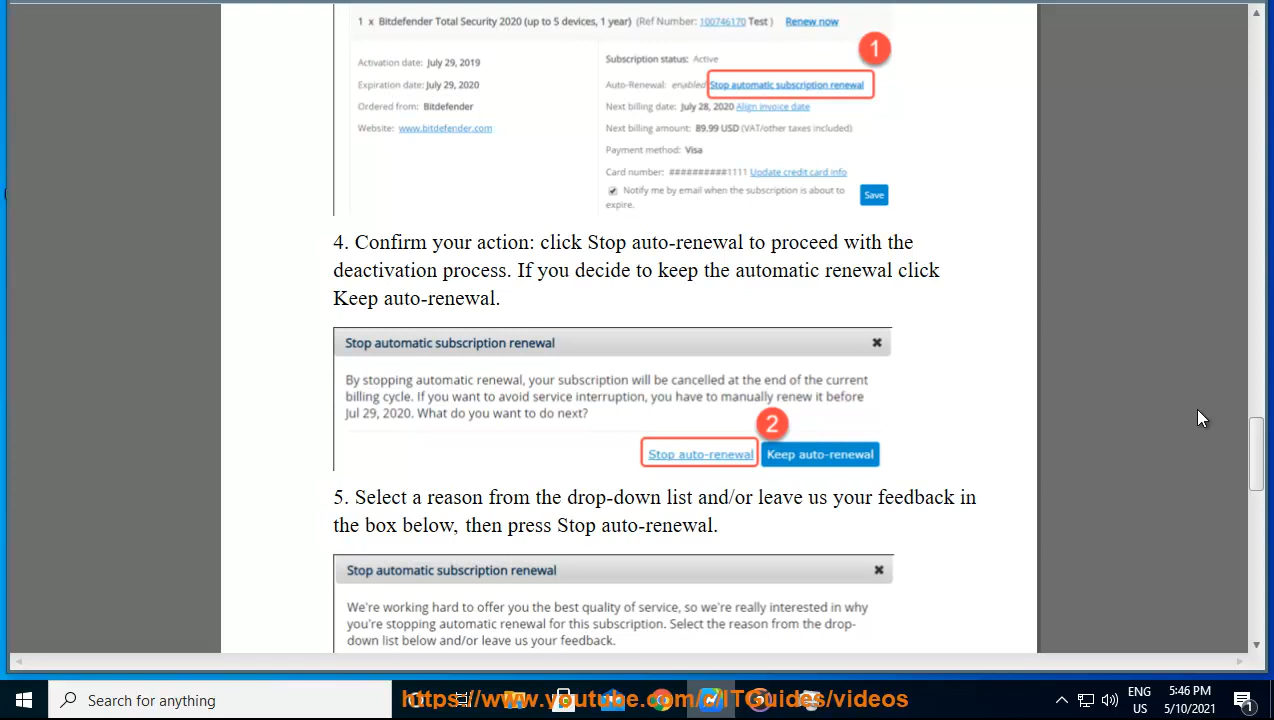 1 x Bitdefender Total Security 2020 (up to 5 devices, 1 year) (Ref Number: 100746170 Test ) Renew now
1
Activation date: July 29, 2019
Expiration date: July 29, 2020
Ordered from: Bitdefender
Website: www.bitdefender.com
Subscription status: Active
Auto-Renewal: enabled Stop automatic subscription renewal
Next billing date: July 28, 2020 Align invoice date
Next billing amount: 89.99 USD (VAT/other taxes included)
Payment method: Visa
Card number: ##########1111 Update credit card info
Notify me by email when the subscription is about to
expire.
Save
4. Confirm your action: click Stop auto-renewal to proceed with the
deactivation process. If you decide to keep the automatic renewal click
Keep auto-renewal.
Stop automatic subscription renewal
By stopping automatic renewal, your subscription will be cancelled at the end of the current
billing cycle. If you want to avoid service interruption, you have to manually renew it before
Jul 29, 2020. What do you want to do next?
2
Stop auto-renewal Keep auto-renewal
5. Select a reason from the drop-down list and/or leave us your feedback in
the box below, then press Stop auto-renewal.
Stop automatic subscription renewal
We're working hard to offer you the best quality of service, so we're really interested in why
you're stopping automatic renewal for this subscription. Select the reason from the drop-
down list below and/or leave us your feedback.
Search for anything
https://www.youtube.com/ITGuides/videos
ENG
US
5:46 PM
5/10/2021
1